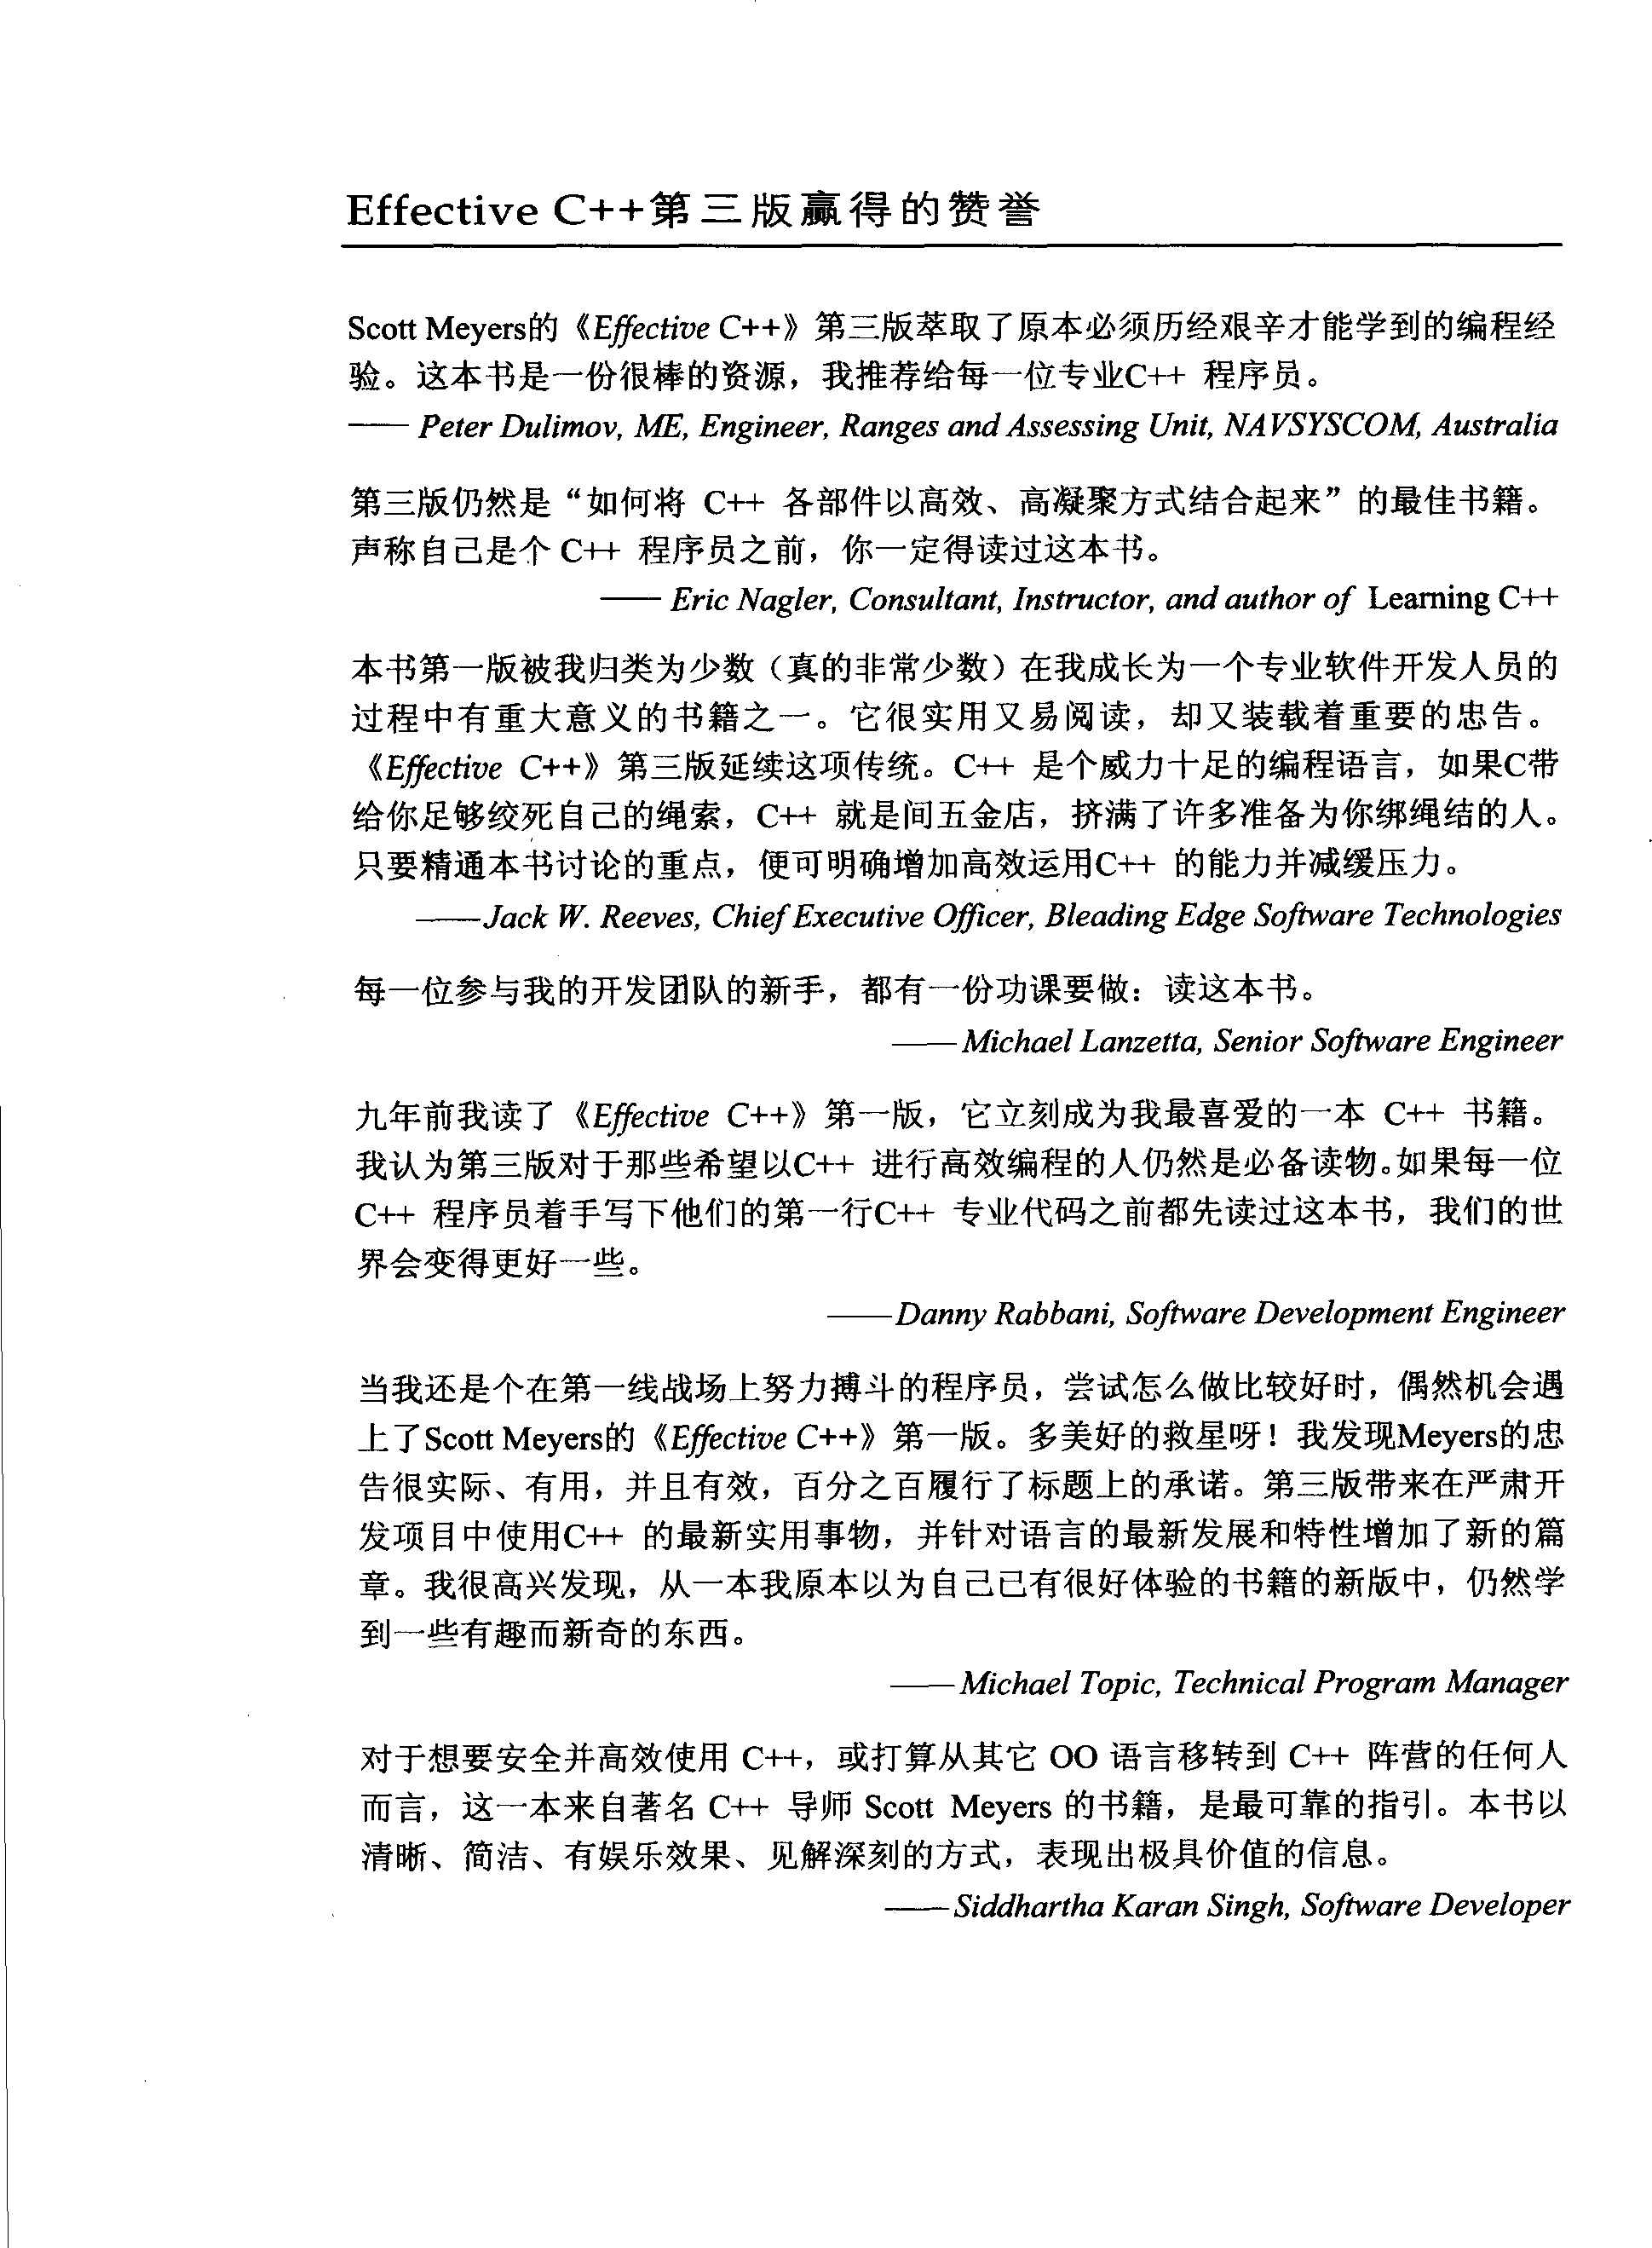 Effective C++第三版赢得的赞誉
Scott Meyers的《Effective C++》第三版萃取了原本必须历经艰辛才能学到的编程经
验。这本书是一份很棒的资源，我推荐给每一位专业C++ 程序员。
—— Peter Dulimov, ME, Engineer, Ranges and Assessing Unit, NAVSYSCOM, Australia
第三版仍然是“如何将 C++ 各部件以高效、高凝聚方式结合起来”的最佳书籍。
声称自己是个 C++ 程序员之前，你一定得读过这本书。
—— Eric Nagler, Consultant, Instructor, and author of Learning C++
本书第一版被我归类为少数（真的非常少数）在我成长为一个专业软件开发人员的
过程中有重大意义的书籍之一。它很实用又易阅读，却又装载着重要的忠告。
《Effective C++》第三版延续这项传统。C++ 是个威力十足的编程语言，如果C带
给你足够绞死自己的绳索，C++ 就是间五金店，挤满了许多准备为你绑绳结的人。
只要精通本书讨论的重点，便可明确增加高效运用C++ 的能力并减缓压力。
——Jack W. Reeves, Chief Executive Officer, Bleading Edge Software Technologies
每一位参与我的开发团队的新手，都有一份功课要做：读这本书。
——Michael Lanzetta, Senior Software Engineer
九年前我读了《Effective C++》第一版，它立刻成为我最喜爱的一本 C++ 书籍。
我认为第三版对于那些希望以C++ 进行高效编程的人仍然是必备读物。如果每一位
C++ 程序员着手写下他们的第一行C++ 专业代码之前都先读过这本书，我们的世
界会变得更好一些。
——Danny Rabbani, Software Development Engineer
当我还是个在第一线战场上努力搏斗的程序员，尝试怎么做比较好时，偶然机会遇
上了Scott Meyers的《Effective C++》第一版。多美好的救星呀！我发现Meyers的忠
告很实际、有用，并且有效，百分之百履行了标题上的承诺。第三版带来在严肃开
发项目中使用C++ 的最新实用事物，并针对语言的最新发展和特性增加了新的篇
章。我很高兴发现，从一本我原本以为自己已有很好体验的书籍的新版中，仍然学
到一些有趣而新奇的东西。
——Michael Topic, Technical Program Manager
对于想要安全并高效使用 C++，或打算从其它 OO 语言移转到 C++ 阵营的任何人
而言，这一本来自著名 C++ 导师 Scott Meyers 的书籍，是最可靠的指引。本书以
清晰、简洁、有娱乐效果、见解深刻的方式，表现出极具价值的信息。
——Siddhartha Karan Singh, Software Developer